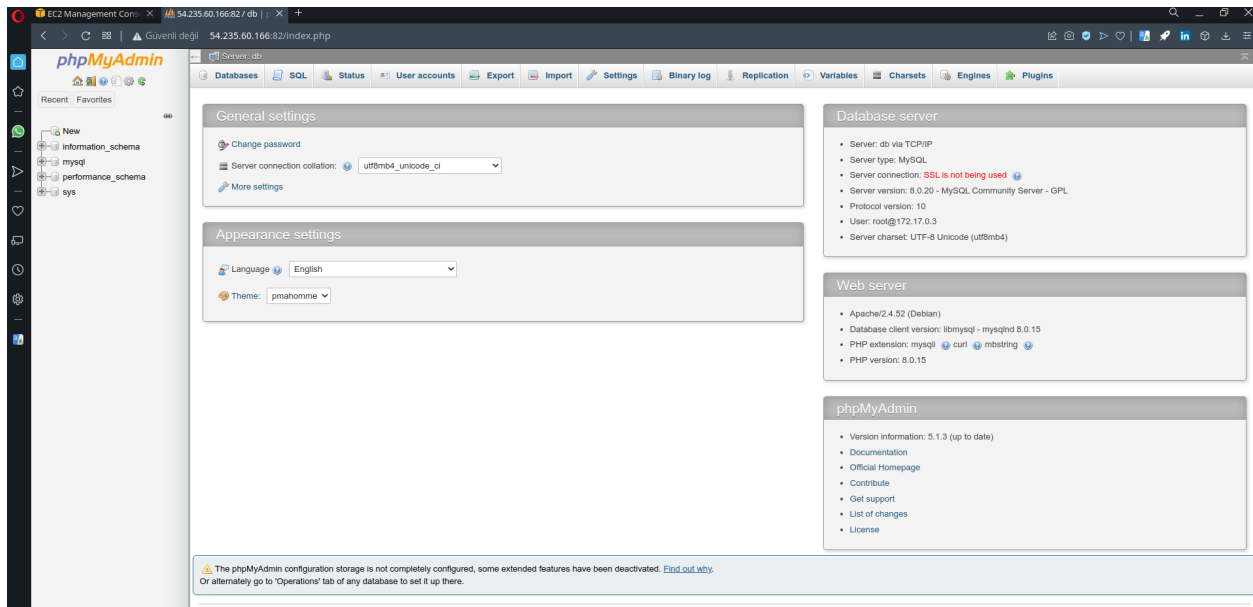 EC2 Management Cons
54.235.60.166:82 / db | p
Güvenli değil 54.235.60.166:82/index.php
phpMyAdmin
Recent Favorites
New
information_schema
mysql
performance_schema
sys
Server: db
Databases SQL Status User accounts Export Import Settings Binary log Replication Variables Charsets Engines Plugins
General settings
Change password
Server connection collation: utf8mb4_unicode_ci
More settings
Appearance settings
Language English
Theme: pmahomme
Database server
Server: db via TCP/IP
Server type: MySQL
Server connection: SSL is not being used
Server version: 8.0.20 - MySQL Community Server - GPL
Protocol version: 10
User: root@172.17.0.3
Server charset: UTF-8 Unicode (utf8mb4)
Web server
Apache/2.4.52 (Debian)
Database client version: libmysql - mysqlnd 8.0.15
PHP extension: mysqli curl mbstring
PHP version: 8.0.15
phpMyAdmin
Version information: 5.1.3 (up to date)
Documentation
Official Homepage
Contribute
Get support
List of changes
License
The phpMyAdmin configuration storage is not completely configured, some extended features have been deactivated. Find out why.
Or alternately go to 'Operations' tab of any database to set it up there.